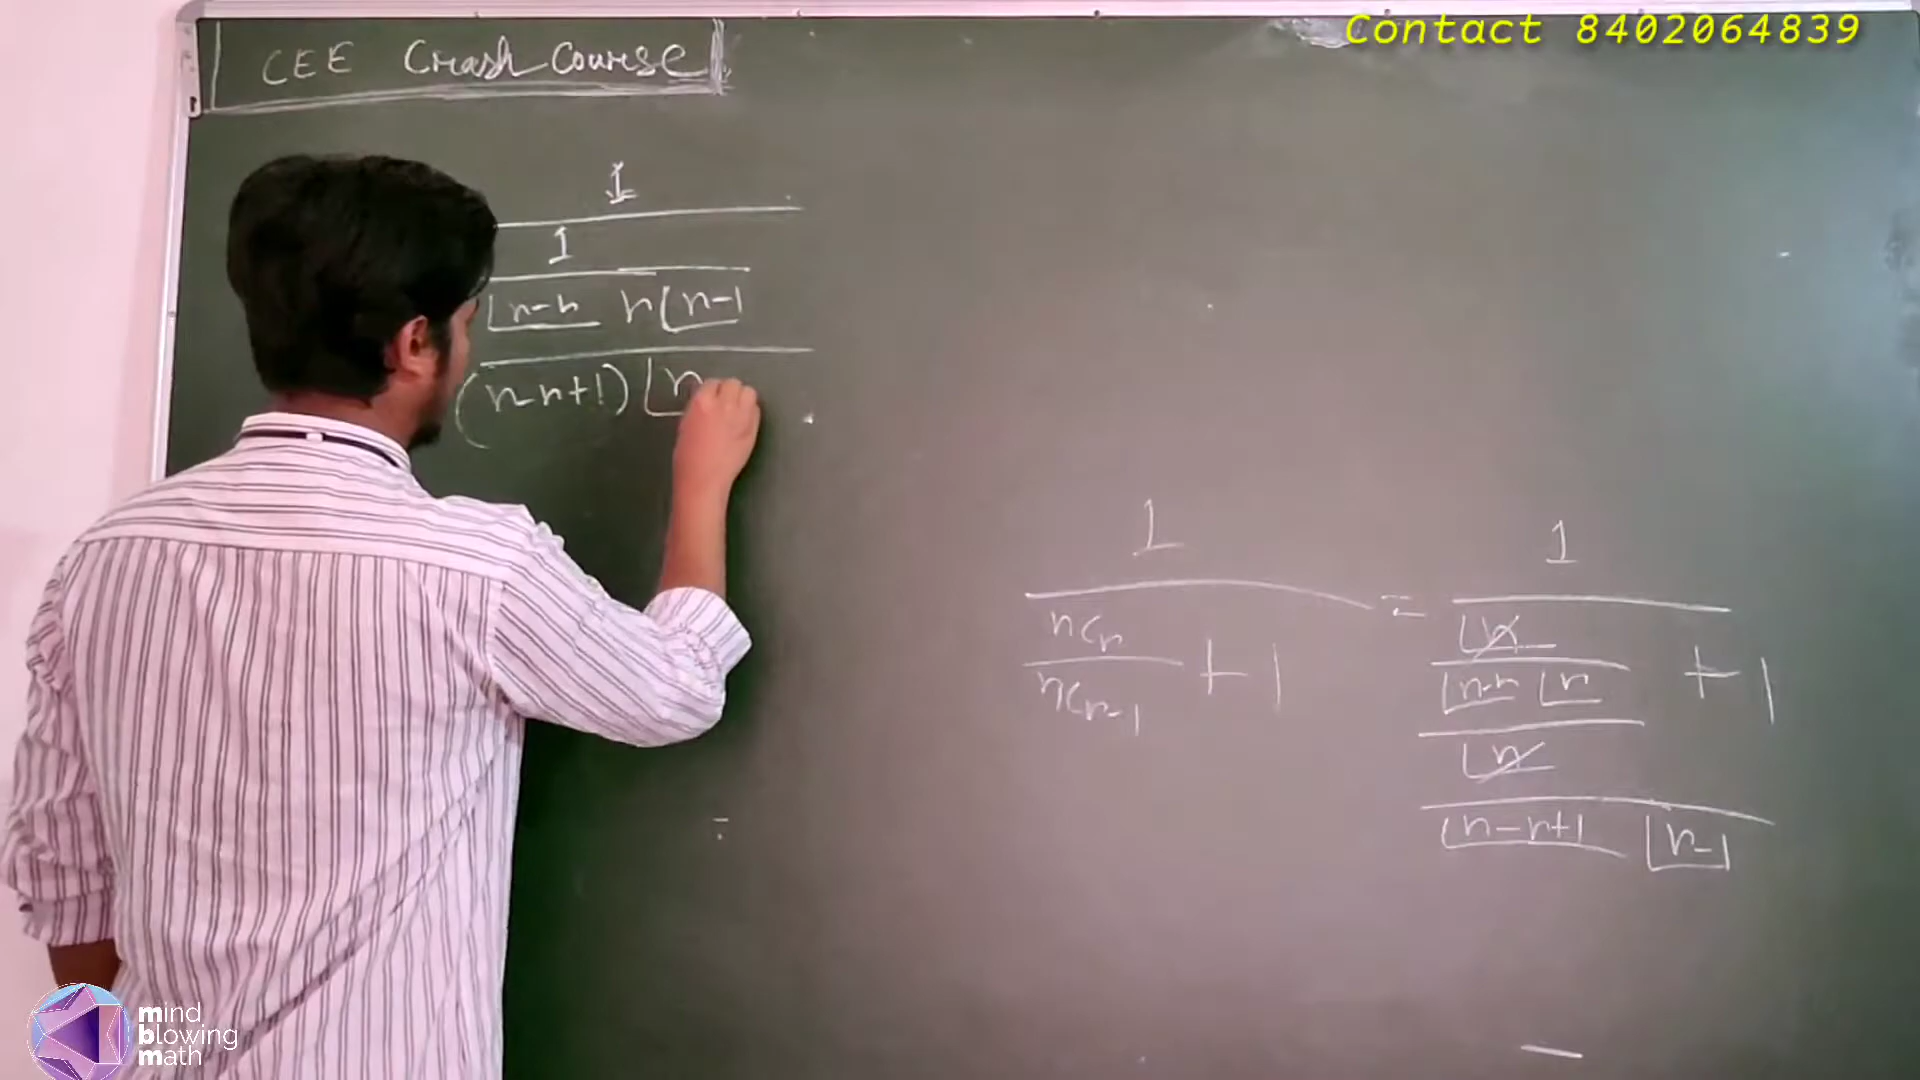 Contact 8402064839
CEE Crash Course
1
1
⌊n-r r⌊r-1
(n-r+1) ⌊n
1
nCr
nCr-1
+ 1
=
1
⌊n
⌊n-r ⌊r
+ 1
⌊n
⌊n-r+1 ⌊r-1
mind
blowing
math